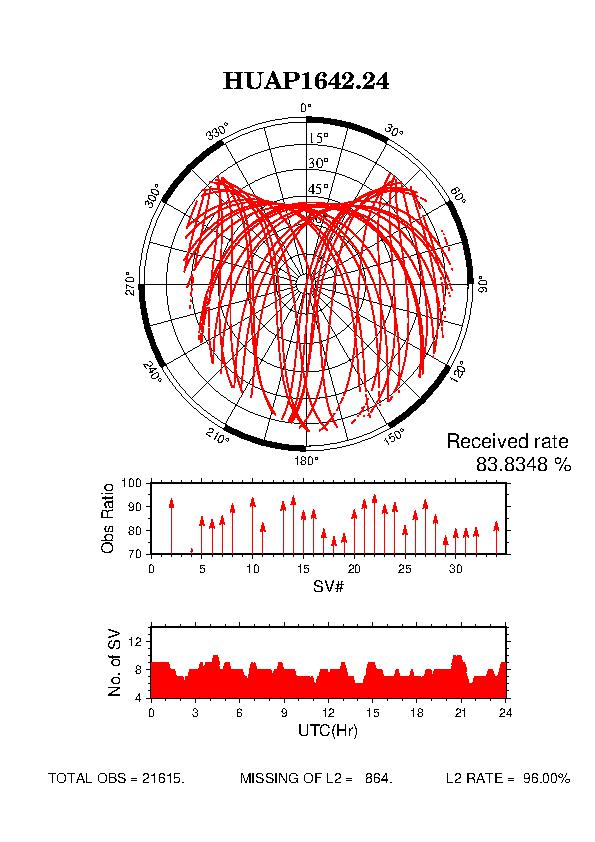 HUAP1642.24
0°
330° 30°
15°
30°
300° 60°
45°
270° 90°
240° 120°
210° 150°
180°
Received rate
83.8348 %
Obs Ratio
100
90
80
70
0 5 10 15 20 25 30
SV#
No. of SV
12
8
4
0 3 6 9 12 15 18 21 24
UTC(Hr)
TOTAL OBS = 21615. MISSING OF L2 = 864. L2 RATE = 96.00%